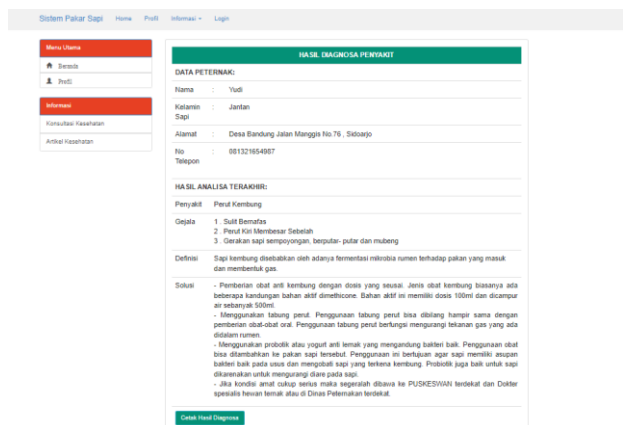 Sistem Pakar Sapi Home Profil Informasi Login
Menu Utama
Beranda
Profil
Informasi
Konsultasi Kesehatan
Artikel Kesehatan
HASIL DIAGNOSA PENYAKIT
DATA PETERNAK:
Nama : Yudi
Kelamin : Jantan
Sapi
Alamat : Desa Bandung Jalan Manggis No.76 , Sidoarjo
No : 081321654987
Telepon
HASIL ANALISA TERAKHIR:
Penyakit Perut Kembung
Gejala 1 . Sulit Bernafas
2 . Perut Kiri Membesar Sebelah
3 . Gerakan sapi sempoyongan, berputar- putar dan mubeng
Definisi Sapi kembung disebabkan oleh adanya fermentasi mikrobia rumen terhadap pakan yang masuk
dan membentuk gas.
Solusi - Pemberian obat anti kembung dengan dosis yang seusai. Jenis obat kembung biasanya ada
beberapa kandungan bahan aktif dimethicone. Bahan aktif ini memiliki dosis 100ml dan dicampur
air sebanyak 500ml.
- Menggunakan tabung perut. Penggunaan tabung perut bisa dibilang hampir sama dengan
pemberian obat-obat oral. Penggunaan tabung perut berfungsi mengurangi tekanan gas yang ada
didalam rumen.
- Menggunakan probotik atau yogurt anti lemak yang mengandung bakteri baik. Penggunaan obat
bisa ditambahkan ke pakan sapi tersebut. Penggunaan ini bertujuan agar sapi memiliki asupan
bakteri baik pada usus dan mengobati sapi yang terkena kembung. Probiotik juga baik untuk sapi
dikarenakan untuk mengurangi diare pada sapi.
- Jika kondisi amat cukup serius maka segeralah dibawa ke PUSKESWAN terdekat dan Dokter
spesialis hewan ternak atau di Dinas Peternakan terdekat.
Cetak Hasil Diagnosa